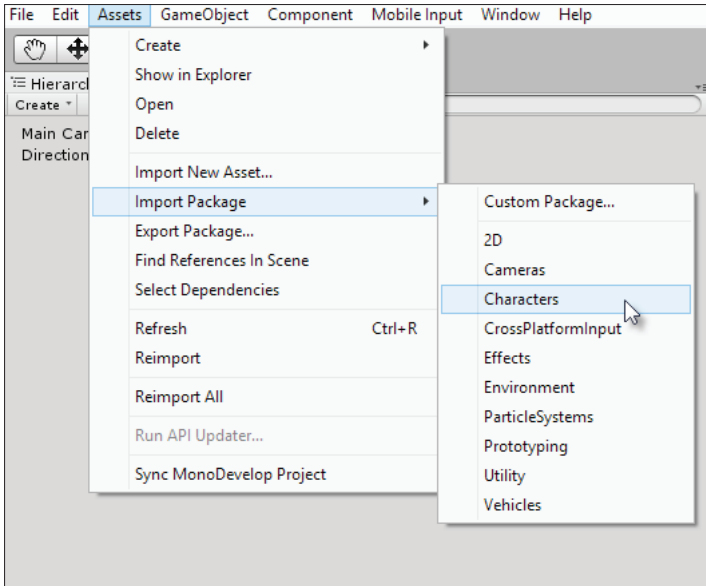 File Edit Assets GameObject Component Mobile Input Window Help
Hierarc
Create
Main Car
Direction
Create
Show in Explorer
Open
Delete
Import New Asset...
Import Package
Export Package...
Find References In Scene
Select Dependencies
Refresh Ctrl+R
Reimport
Reimport All
Run API Updater...
Sync MonoDevelop Project
Custom Package...
2D
Cameras
Characters
CrossPlatformInput
Effects
Environment
ParticleSystems
Prototyping
Utility
Vehicles